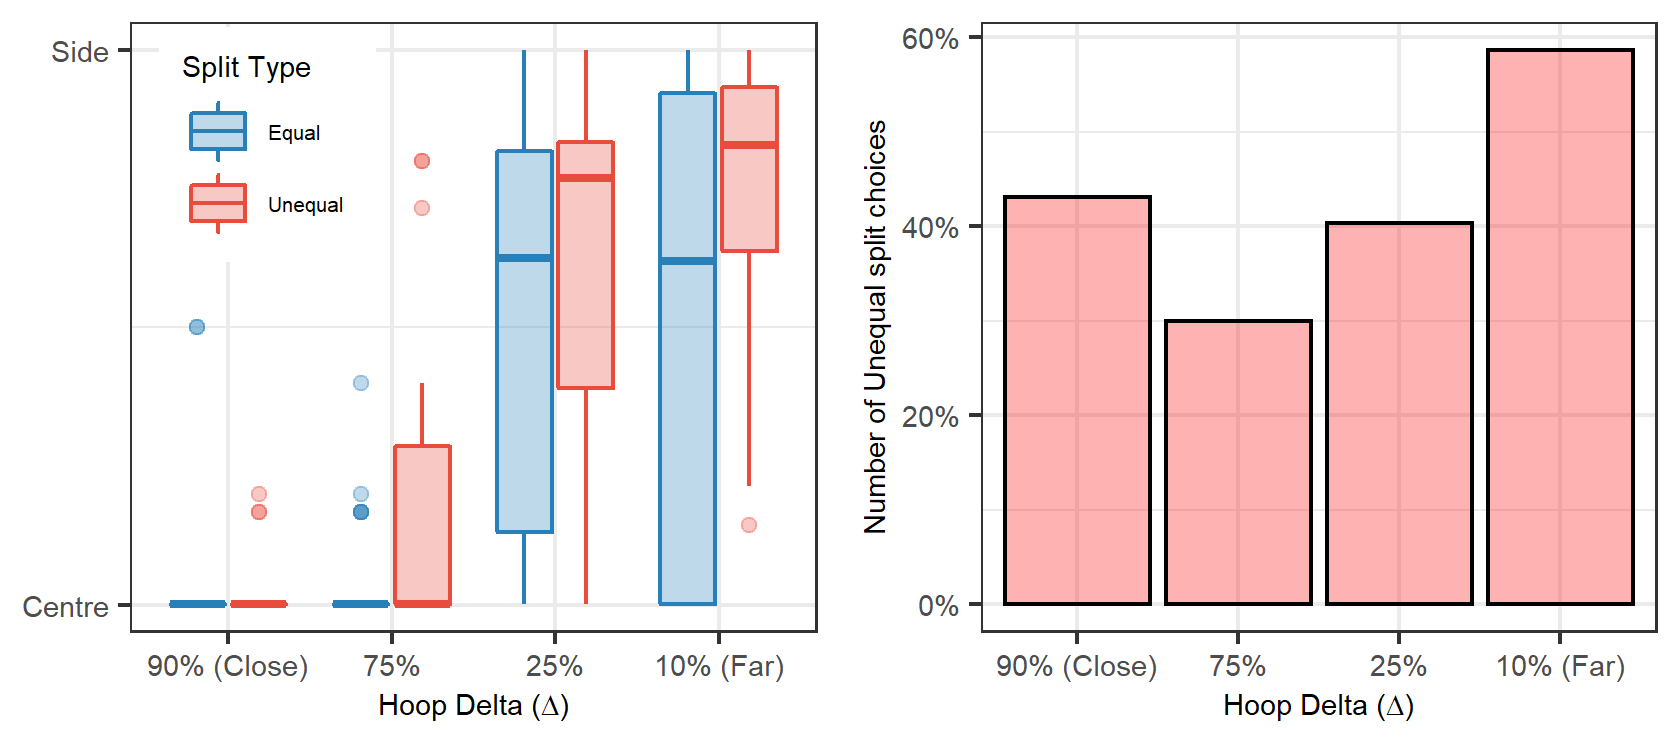 Side
Centre
Split Type
Equal
Unequal
90% (Close)
75%
25%
10% (Far)
Hoop Delta (Δ)
Number of Unequal split choices
60%
40%
20%
0%
90% (Close)
75%
25%
10% (Far)
Hoop Delta (Δ)